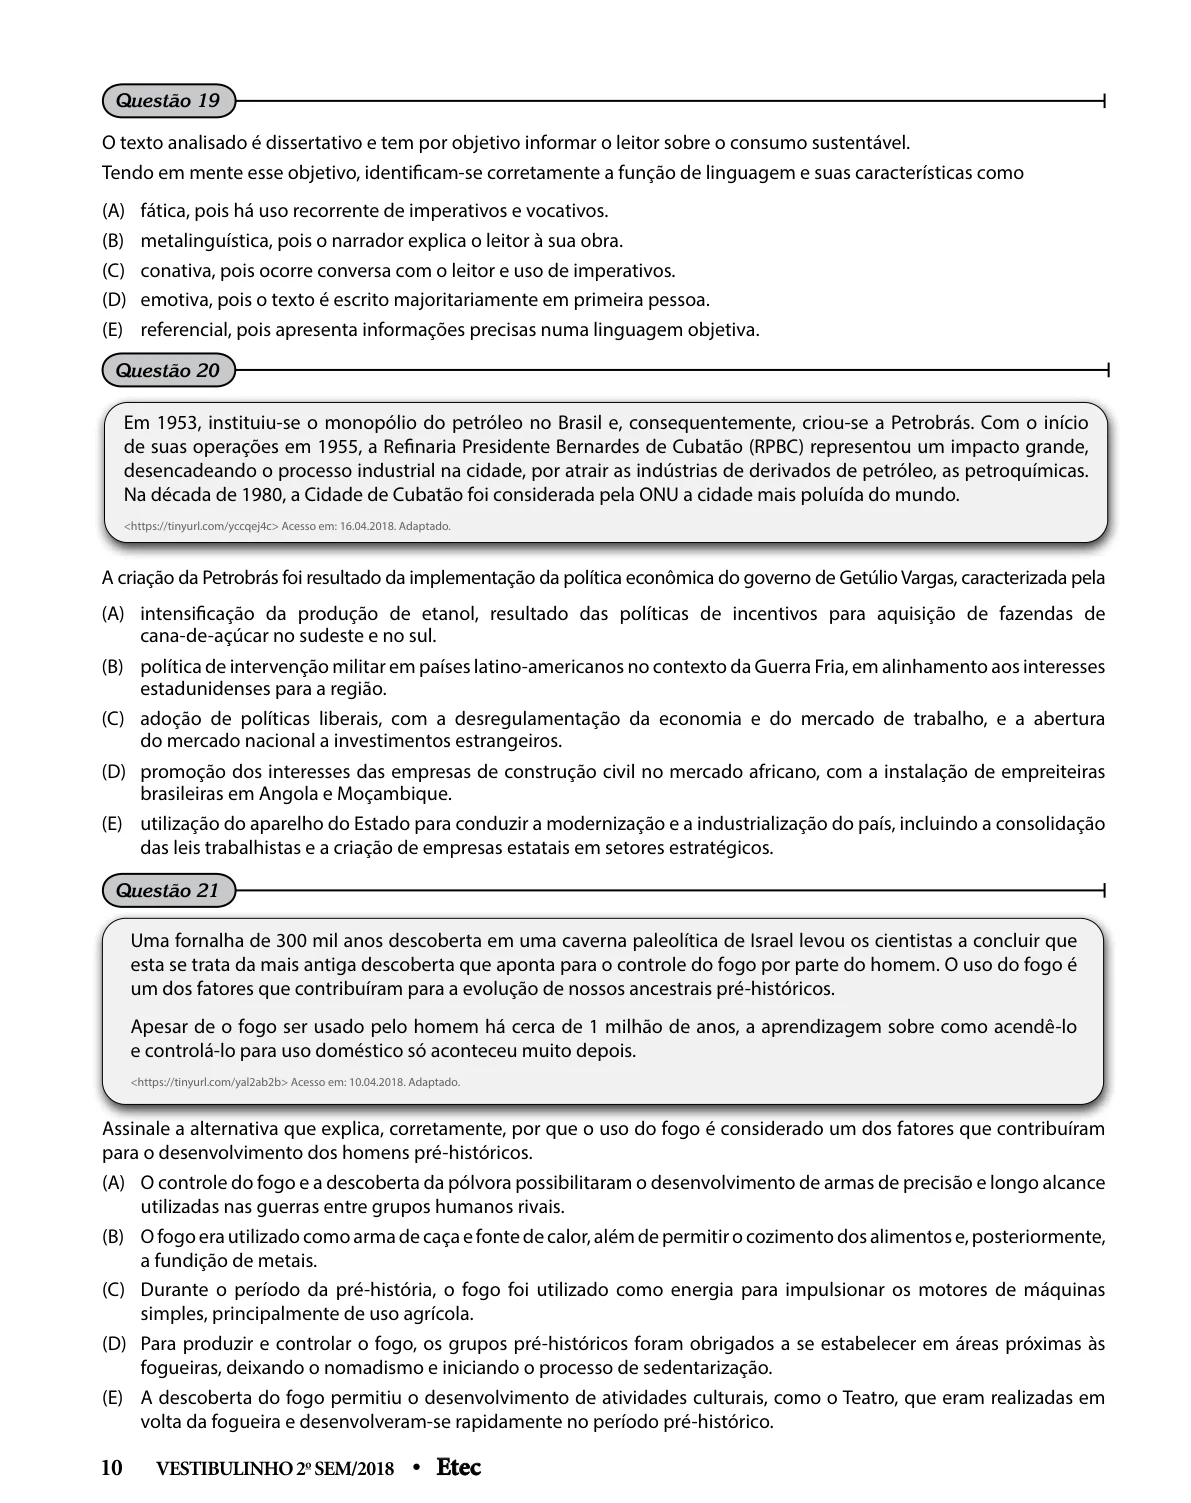 Questão 19
O texto analisado é dissertativo e tem por objetivo informar o leitor sobre o consumo sustentável.
Tendo em mente esse objetivo, identificam-se corretamente a função de linguagem e suas características como
(A) fática, pois há uso recorrente de imperativos e vocativos.
(B) metalinguística, pois o narrador explica o leitor à sua obra.
(C) conativa, pois ocorre conversa com o leitor e uso de imperativos.
(D) emotiva, pois o texto é escrito majoritariamente em primeira pessoa.
(E) referencial, pois apresenta informações precisas numa linguagem objetiva.
Questão 20
Em 1953, instituiu-se o monopólio do petróleo no Brasil e, consequentemente, criou-se a Petrobrás. Com o início
de suas operações em 1955, a Refinaria Presidente Bernardes de Cubatão (RPBC) representou um impacto grande,
desencadeando o processo industrial na cidade, por atrair as indústrias de derivados de petróleo, as petroquímicas.
Na década de 1980, a Cidade de Cubatão foi considerada pela ONU a cidade mais poluída do mundo.
<https://tinyurl.com/yccqej4c> Acesso em: 16.04.2018. Adaptado.
A criação da Petrobrás foi resultado da implementação da política econômica do governo de Getúlio Vargas, caracterizada pela
(A) intensificação da produção de etanol, resultado das políticas de incentivos para aquisição de fazendas de
cana-de-açúcar no sudeste e no sul.
(B) política de intervenção militar em países latino-americanos no contexto da Guerra Fria, em alinhamento aos interesses
estadunidenses para a região.
(C) adoção de políticas liberais, com a desregulamentação da economia e do mercado de trabalho, e a abertura
do mercado nacional a investimentos estrangeiros.
(D) promoção dos interesses das empresas de construção civil no mercado africano, com a instalação de empreiteiras
brasileiras em Angola e Moçambique.
(E) utilização do aparelho do Estado para conduzir a modernização e a industrialização do país, incluindo a consolidação
das leis trabalhistas e a criação de empresas estatais em setores estratégicos.
Questão 21
Uma fornalha de 300 mil anos descoberta em uma caverna paleolítica de Israel levou os cientistas a concluir que
esta se trata da mais antiga descoberta que aponta para o controle do fogo por parte do homem. O uso do fogo é
um dos fatores que contribuíram para a evolução de nossos ancestrais pré-históricos.
Apesar de o fogo ser usado pelo homem há cerca de 1 milhão de anos, a aprendizagem sobre como acendê-lo
e controlá-lo para uso doméstico só aconteceu muito depois.
<https://tinyurl.com/yal2ab2b> Acesso em: 10.04.2018. Adaptado.
Assinale a alternativa que explica, corretamente, por que o uso do fogo é considerado um dos fatores que contribuíram
para o desenvolvimento dos homens pré-históricos.
(A) O controle do fogo e a descoberta da pólvora possibilitaram o desenvolvimento de armas de precisão e longo alcance
utilizadas nas guerras entre grupos humanos rivais.
(B) O fogo era utilizado como arma de caça e fonte de calor, além de permitir o cozimento dos alimentos e, posteriormente,
a fundição de metais.
(C) Durante o período da pré-história, o fogo foi utilizado como energia para impulsionar os motores de máquinas
simples, principalmente de uso agrícola.
(D) Para produzir e controlar o fogo, os grupos pré-históricos foram obrigados a se estabelecer em áreas próximas às
fogueiras, deixando o nomadismo e iniciando o processo de sedentarização.
(E) A descoberta do fogo permitiu o desenvolvimento de atividades culturais, como o Teatro, que eram realizadas em
volta da fogueira e desenvolveram-se rapidamente no período pré-histórico.
10 VESTIBULINHO 2º SEM/2018 • Etec